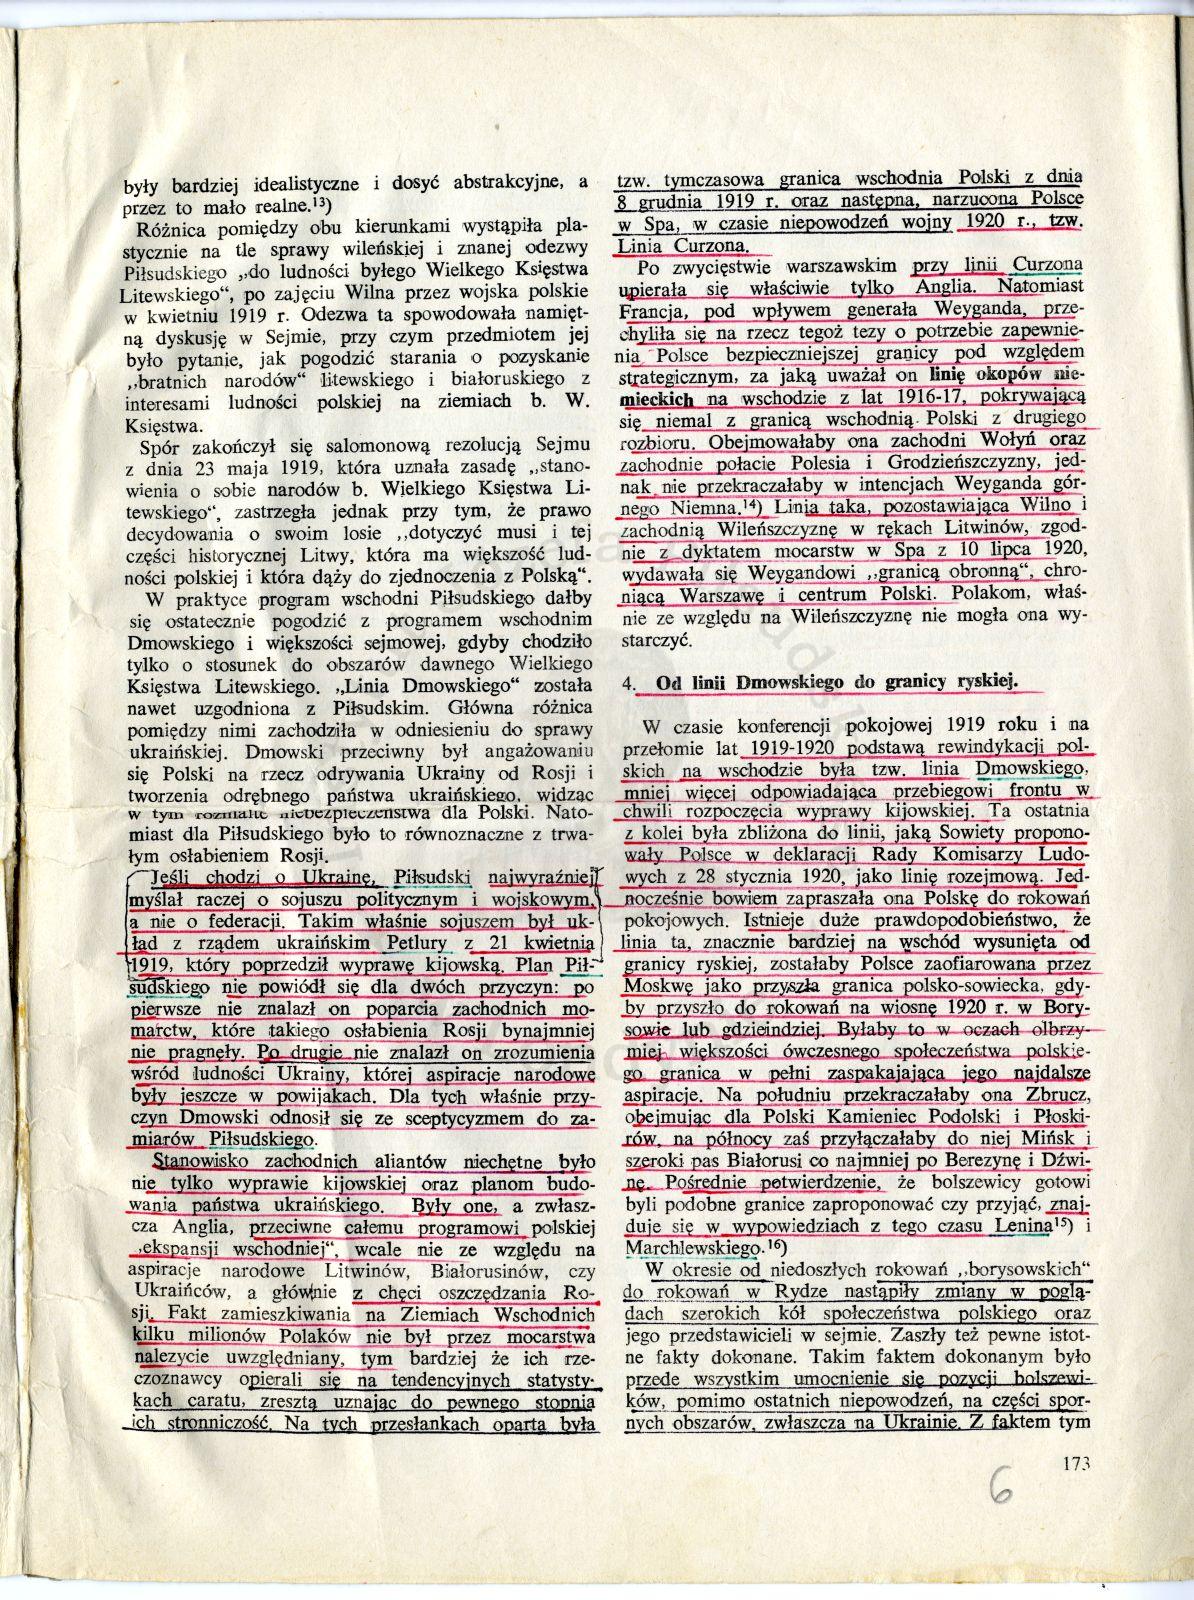 były bardziej idealistyczne i dosyć abstrakcyjne, a
przez to mało realne.¹³)
Różnica pomiędzy obu kierunkami wystąpiła pla-
stycznie na tle sprawy wileńskiej i znanej odezwy
Piłsudskiego „do ludności byłego Wielkego Księstwa
Litewskiego“, po zajęciu Wilna przez wojska polskie
w kwietniu 1919 r. Odezwa ta spowodowała namięt-
ną dyskusję w Sejmie, przy czym przedmiotem jej
było pytanie, jak pogodzić starania o pozyskanie
„bratnich narodów“ litewskiego i białoruskiego z
interesami ludności polskiej na ziemiach b. W.
Księstwa.
Spór zakończył się salomonową rezolucją Sejmu
z dnia 23 maja 1919, która uznała zasadę „stano-
wienia o sobie narodów b. Wielkiego Księstwa Li-
tewskiego“, zastrzegła jednak przy tym, że prawo
decydowania o swoim losie „dotyczyć musi i tej
części historycznej Litwy, która ma większość lud-
ności polskiej i która dąży do zjednoczenia z Polską“.
W praktyce program wschodni Piłsudskiego dałby
się ostatecznie pogodzić z programem wschodnim
Dmowskiego i większości sejmowej, gdyby chodziło
tylko o stosunek do obszarów dawnego Wielkiego
Księstwa Litewskiego. „Linia Dmowskiego“ została
nawet uzgodniona z Piłsudskim. Główna różnica
pomiędzy nimi zachodziła w odniesieniu do sprawy
ukraińskiej. Dmowski przeciwny był angażowaniu
się Polski na rzecz odrywania Ukrainy od Rosji i
tworzenia odrębnego państwa ukraińskiego, widząc
w tym rozmaite niebezpieczeństwa dla Polski. Nato-
miast dla Piłsudskiego było to równoznaczne z trwa-
łym osłabieniem Rosji.
Jeśli chodzi o Ukrainę, Piłsudski najwyraźniej
myślał raczej o sojuszu politycznym i wojskowym,
a nie o federacji. Takim właśnie sojuszem był uk-
ład z rządem ukraińskim Petlury z 21 kwietnia
1919, który poprzedził wyprawę kijowską. Plan Pił-
sudskiego nie powiódł się dla dwóch przyczyn: po
pierwsze nie znalazł on poparcia zachodnich mo-
marctw, które takiego osłabienia Rosji bynajmniej
nie pragnęły. Po drugie nie znalazł on zrozumienia
wśród ludności Ukrainy, której aspiracje narodowe
były jeszcze w powijakach. Dla tych właśnie przy-
czyn Dmowski odnosił się ze sceptycyzmem do za-
miarów Piłsudskiego.
Stanowisko zachodnich aliantów niechętne było
nie tylko wyprawie kijowskiej oraz planom budo-
wania państwa ukraińskiego. Były one, a zwłasz-
cza Anglia, przeciwne całemu programowi polskiej
„ekspansji wschodniej“, wcale nie ze względu na
aspiracje narodowe Litwinów, Białorusinów, czy
Ukraińców, a głównie z chęci oszczędzania Ro-
sji. Fakt zamieszkiwania na Ziemiach Wschodnich
kilku milionów Polaków nie był przez mocarstwa
nalezycie uwzględniany, tym bardziej że ich rze-
czoznawcy opierali się na tendencyjnych statysty-
kach caratu, zresztą uznając do pewnego stopnia
ich stronniczość. Na tych przesłankach oparta była
tzw. tymczasowa granica wschodnia Polski z dnia
8 grudnia 1919 r. oraz następna, narzucona Polsce
w Spa, w czasie niepowodzeń wojny 1920 r., tzw.
Linia Curzona.
Po zwycięstwie warszawskim przy linii Curzona
upierała się właściwie tylko Anglia. Natomiast
Francja, pod wpływem generała Weyganda, prze-
chyliła się na rzecz tegoż tezy o potrzebie zapewnie-
nia Polsce bezpieczniejszej granicy pod względem
strategicznym, za jaką uważał on linię okopów nie-
mieckich na wschodzie z lat 1916-17, pokrywającą
się niemal z granicą wschodnią Polski z drugiego
rozbioru. Obejmowałaby ona zachodni Wołyń oraz
zachodnie połacie Polesia i Grodzieńszczyzny, jed-
nak nie przekraczałaby w intencjach Weyganda gór-
nego Niemna.¹⁴) Linia taka, pozostawiająca Wilno i
zachodnią Wileńszczyznę w rękach Litwinów, zgod-
nie z dyktatem mocarstw w Spa z 10 lipca 1920,
wydawała się Weygandowi „granicą obronną“, chro-
niącą Warszawę i centrum Polski. Polakom, właś-
nie ze względu na Wileńszczyznę nie mogła ona wy-
starczyć.
4. Od linii Dmowskiego do granicy ryskiej.
W czasie konferencji pokojowej 1919 roku i na
przełomie lat 1919-1920 podstawą rewindykacji pol-
skich na wschodzie była tzw. linia Dmowskiego,
mniej więcej odpowiadająca przebiegowi frontu w
chwili rozpoczęcia wyprawy kijowskiej. Ta ostatnia
z kolei była zbliżona do linii, jaką Sowiety propono-
wały Polsce w deklaracji Rady Komisarzy Ludo-
wych z 28 stycznia 1920, jako linię rozejmową. Jed-
nocześnie bowiem zapraszała ona Polskę do rokowań
pokojowych. Istnieje duże prawdopodobieństwo, że
linia ta, znacznie bardziej na wschód wysunięta od
granicy ryskiej, zostałaby Polsce zaofiarowana przez
Moskwę jako przyszła granica polsko-sowiecka, gdy-
by przyszło do rokowań na wiosnę 1920 r. w Bory-
sowie lub gdzieindziej. Byłaby to w oczach olbrzy-
miej większości ówczesnego społeczeństwa polskie-
go granica w pełni zaspakajająca jego najdalsze
aspiracje. Na południu przekraczałaby ona Zbrucz,
obejmując dla Polski Kamieniec Podolski i Płoski-
rów, na północy zaś przyłączałaby do niej Mińsk i
szeroki pas Białorusi co najmniej po Berezynę i Dźwi-
nę. Pośrednie potwierdzenie, że bolszewicy gotowi
byli podobne granice zaproponować czy przyjąć, znaj-
duje się w wypowiedziach z tego czasu Lenina¹⁵) i
Marchlewskiego.¹⁶)
W okresie od niedoszłych rokowań „borysowskich“
do rokowań w Rydze nastąpiły zmiany w poglą-
dach szerokich kół społeczeństwa polskiego oraz
jego przedstawicieli w sejmie. Zaszły też pewne istot-
ne fakty dokonane. Takim faktem dokonanym było
przede wszystkim umocnienie się pozycji bolszewi-
ków, pomimo ostatnich niepowodzeń, na części spor-
nych obszarów, zwłaszcza na Ukrainie. Z faktem tym
173
6